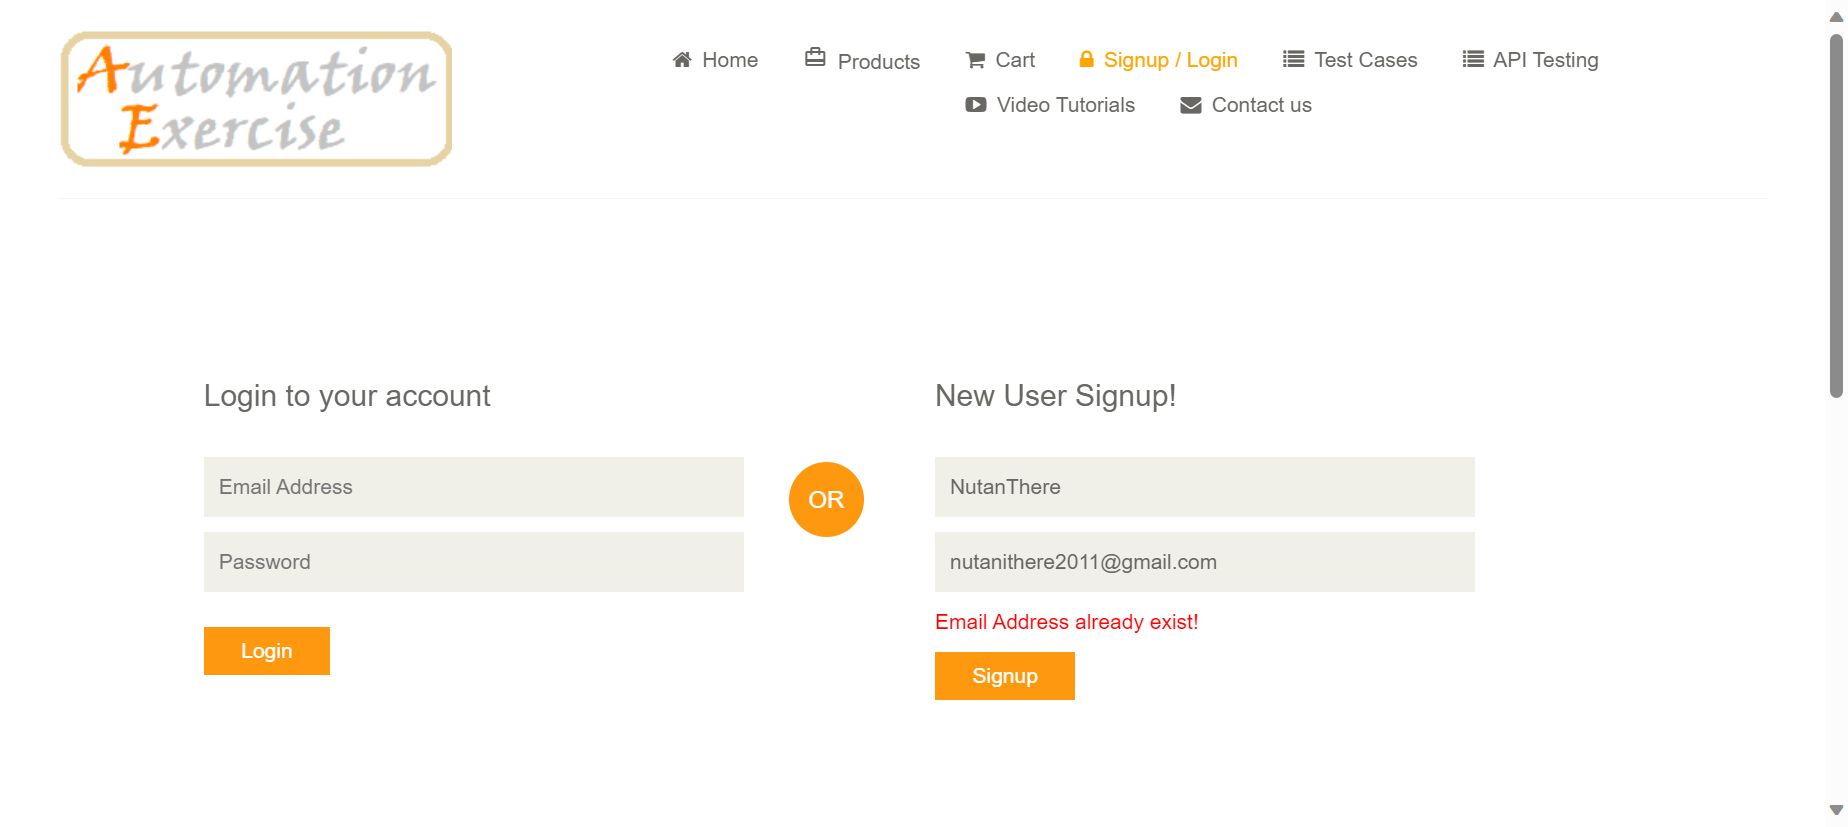 Automation
Exercise
Home Products Cart Signup / Login Test Cases API Testing
Video Tutorials Contact us
Login to your account
Email Address
Password
Login
OR
New User Signup!
NutanThere
nutanithere2011@gmail.com
Email Address already exist!
Signup